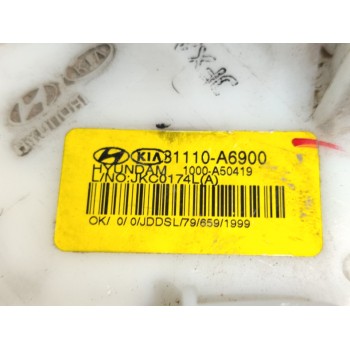 KIA 31110-A6900
HYUNDAM 1000-A50419
L/NO:JKC0174L(A)
OK/ 0/ 0/JDDSL/79/659/1999